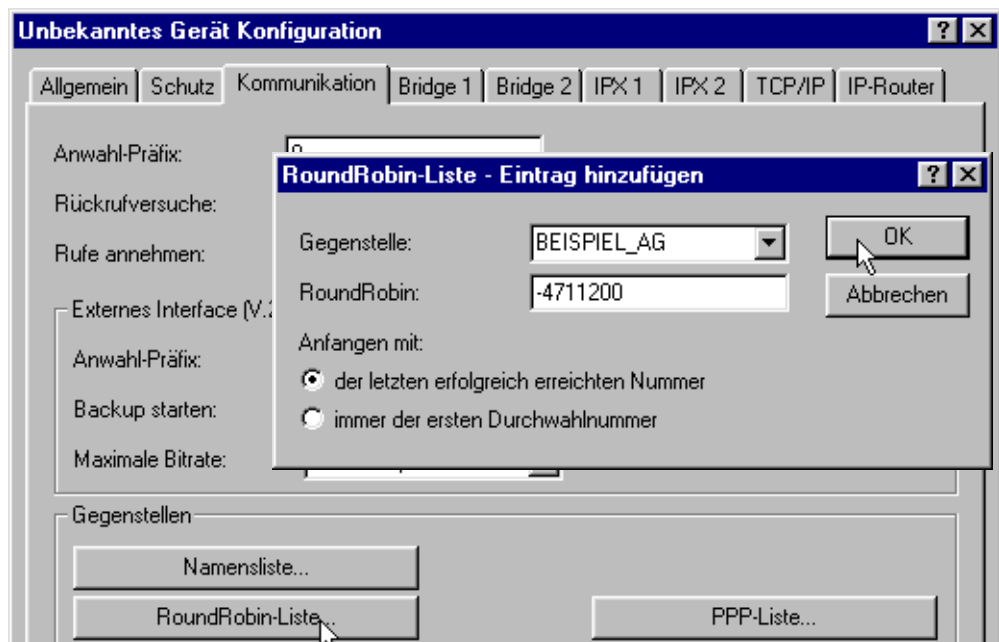 Unbekanntes Gerät Konfiguration
Allgemein Schutz Kommunikation Bridge 1 Bridge 2 IPX 1 IPX 2 TCP/IP IP-Router
Anwahl-Präfix:
Rückrufversuche:
Rufe annehmen:
Externes Interface (V.2
Anwahl-Präfix:
Backup starten:
Maximale Bitrate:
RoundRobin-Liste - Eintrag hinzufügen
Gegenstelle: BEISPIEL_AG OK
RoundRobin: -4711200 Abbrechen
Anfangen mit:
der letzten erfolgreich erreichten Nummer
immer der ersten Durchwahlnummer
Gegenstellen
Namensliste...
RoundRobin-Liste... PPP-Liste...